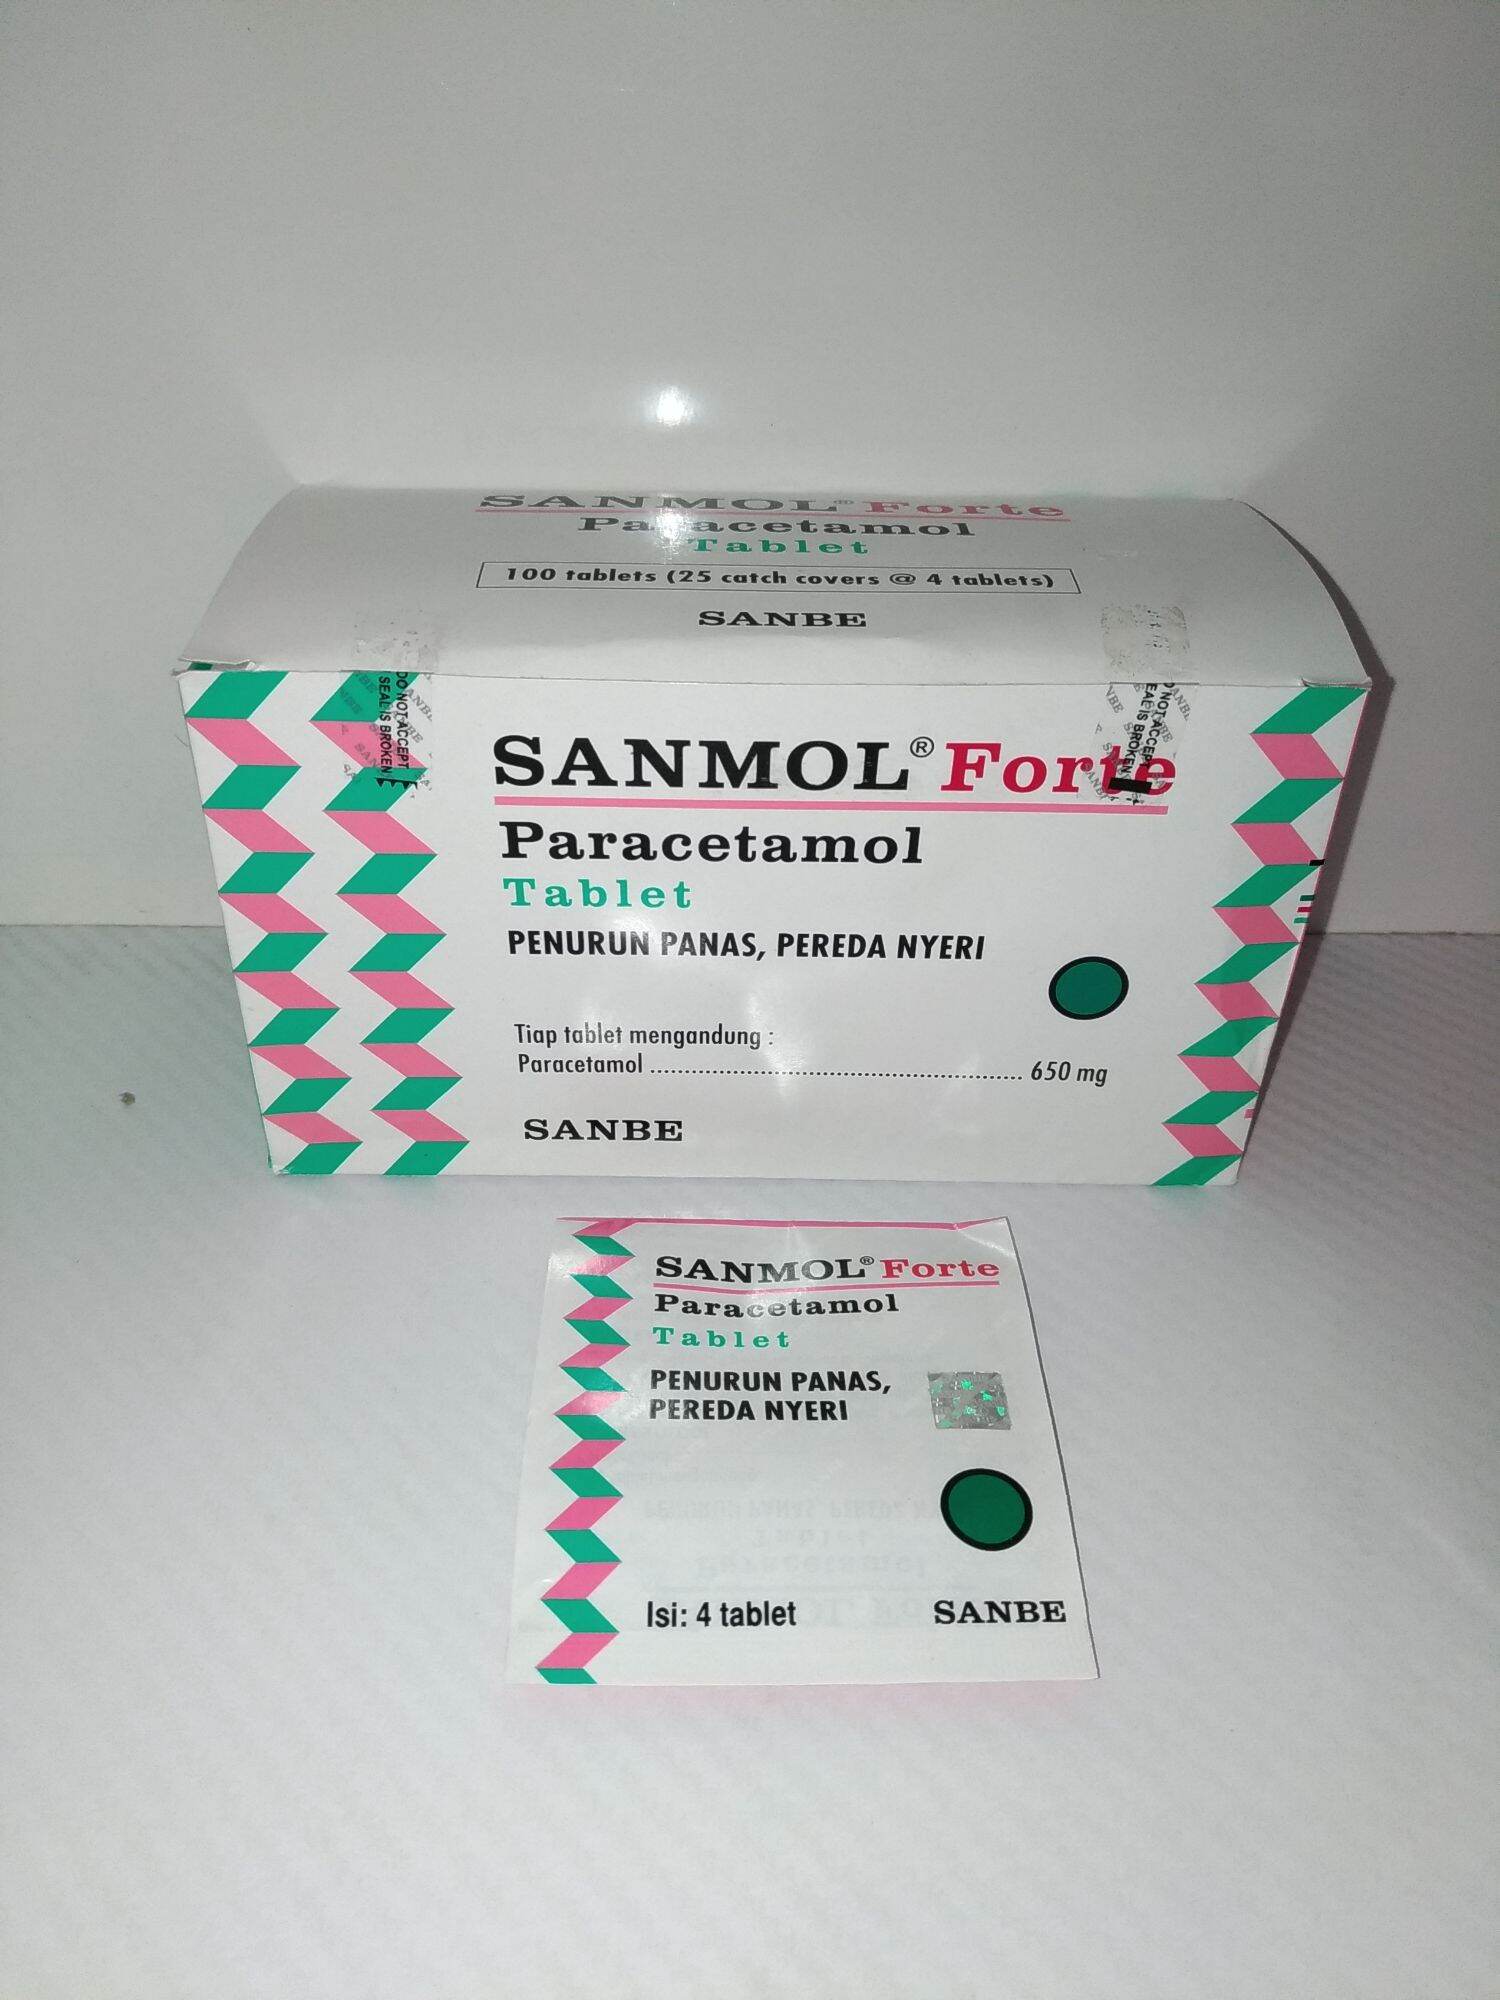 SANMOL® Forte
Paracetamol
Tablet
100 tablets (25 catch covers @ 4 tablets)
SANBE
DO NOT ACCEPT
SEAL IS BROKEN
SANMOL® Forte
Paracetamol
Tablet
PENURUN PANAS, PEREDA NYERI
Tiap tablet mengandung :
Paracetamol ...................................................... 650 mg
SANBE
SANMOL® Forte
Paracetamol
Tablet
PENURUN PANAS,
PEREDA NYERI
Isi: 4 tablet
SANBE